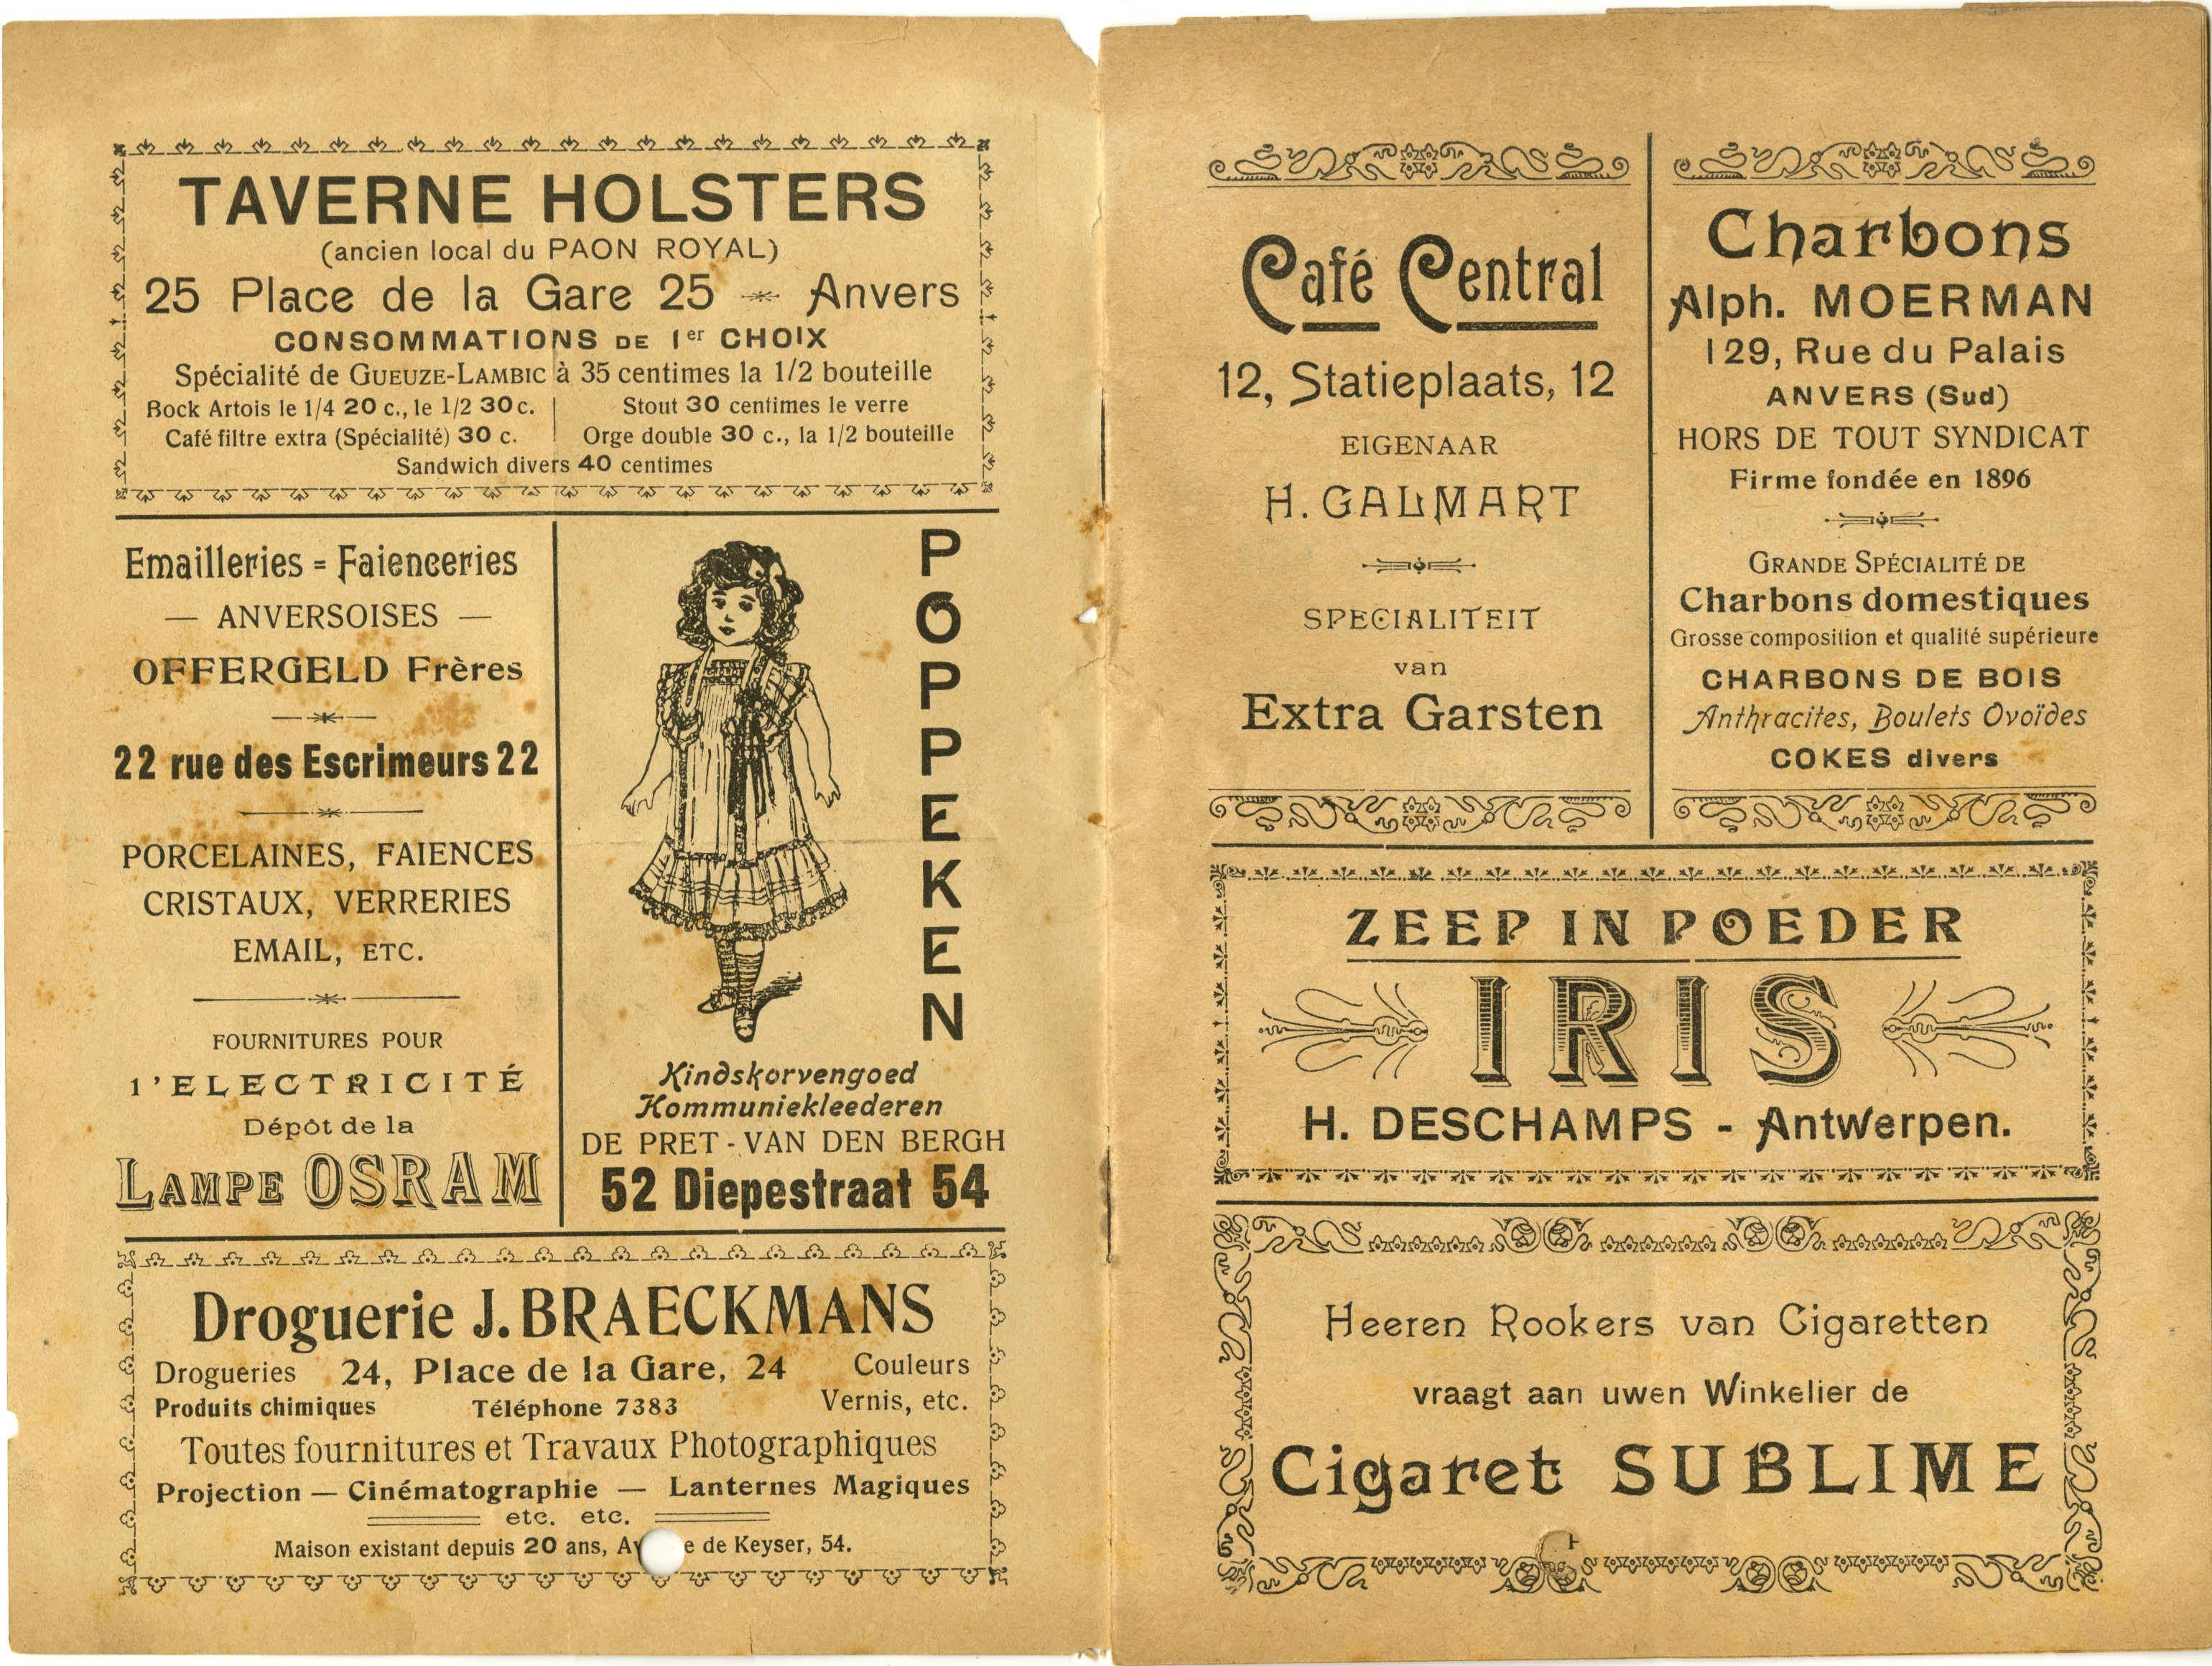 TAVERNE HOLSTERS
(ancien local du PAON ROYAL)
25 Place de la Gare 25 Anvers
CONSOMMATIONS DE 1er CHOIX
Spécialité de GUEUZE-LAMBIC à 35 centimes la 1/2 bouteille
Bock Artois le 1/4 20 c., le 1/2 30 c.
Café filtre extra (Spécialité) 30 c.
Stout 30 centimes le verre
Orge double 30 c., la 1/2 bouteille
Sandwich divers 40 centimes
Emailleries = Faienceries
— ANVERSOISES —
OFFERGELD Frères
22 rue des Escrimeurs 22
PORCELAINES, FAIENCES
CRISTAUX, VERRERIES
EMAIL, ETC.
FOURNITURES POUR
l'ELECTRICITÉ
Dépôt de la
LAMPE OSRAM
POPPEKEN
Kindskorvengoed
Kommuniekleederen
DE PRET - VAN DEN BERGH
52 Diepestraat 54
Droguerie J. BRAECKMANS
Drogueries 24, Place de la Gare, 24 Couleurs
Produits chimiques Téléphone 7383 Vernis, etc.
Toutes fournitures et Travaux Photographiques
Projection — Cinématographie — Lanternes Magiques
etc. etc.
Maison existant depuis 20 ans, de Keyser, 54.
Café Central
12, Statieplaats, 12
EIGENAAR
H. GALMART
SPECIALITEIT
van
Extra Garsten
Charbons
Alph. MOERMAN
129, Rue du Palais
ANVERS (Sud)
HORS DE TOUT SYNDICAT
Firme fondée en 1896
GRANDE SPÉCIALITÉ DE
Charbons domestiques
Grosse composition et qualité supérieure
CHARBONS DE BOIS
Anthracites, Boulets Ovoïdes
COKES divers
ZEEP IN POEDER
IRIS
H. DESCHAMPS - Antwerpen.
Heeren Rookers van Cigaretten
vraagt aan uwen Winkelier de
Cigaret SUBLIME